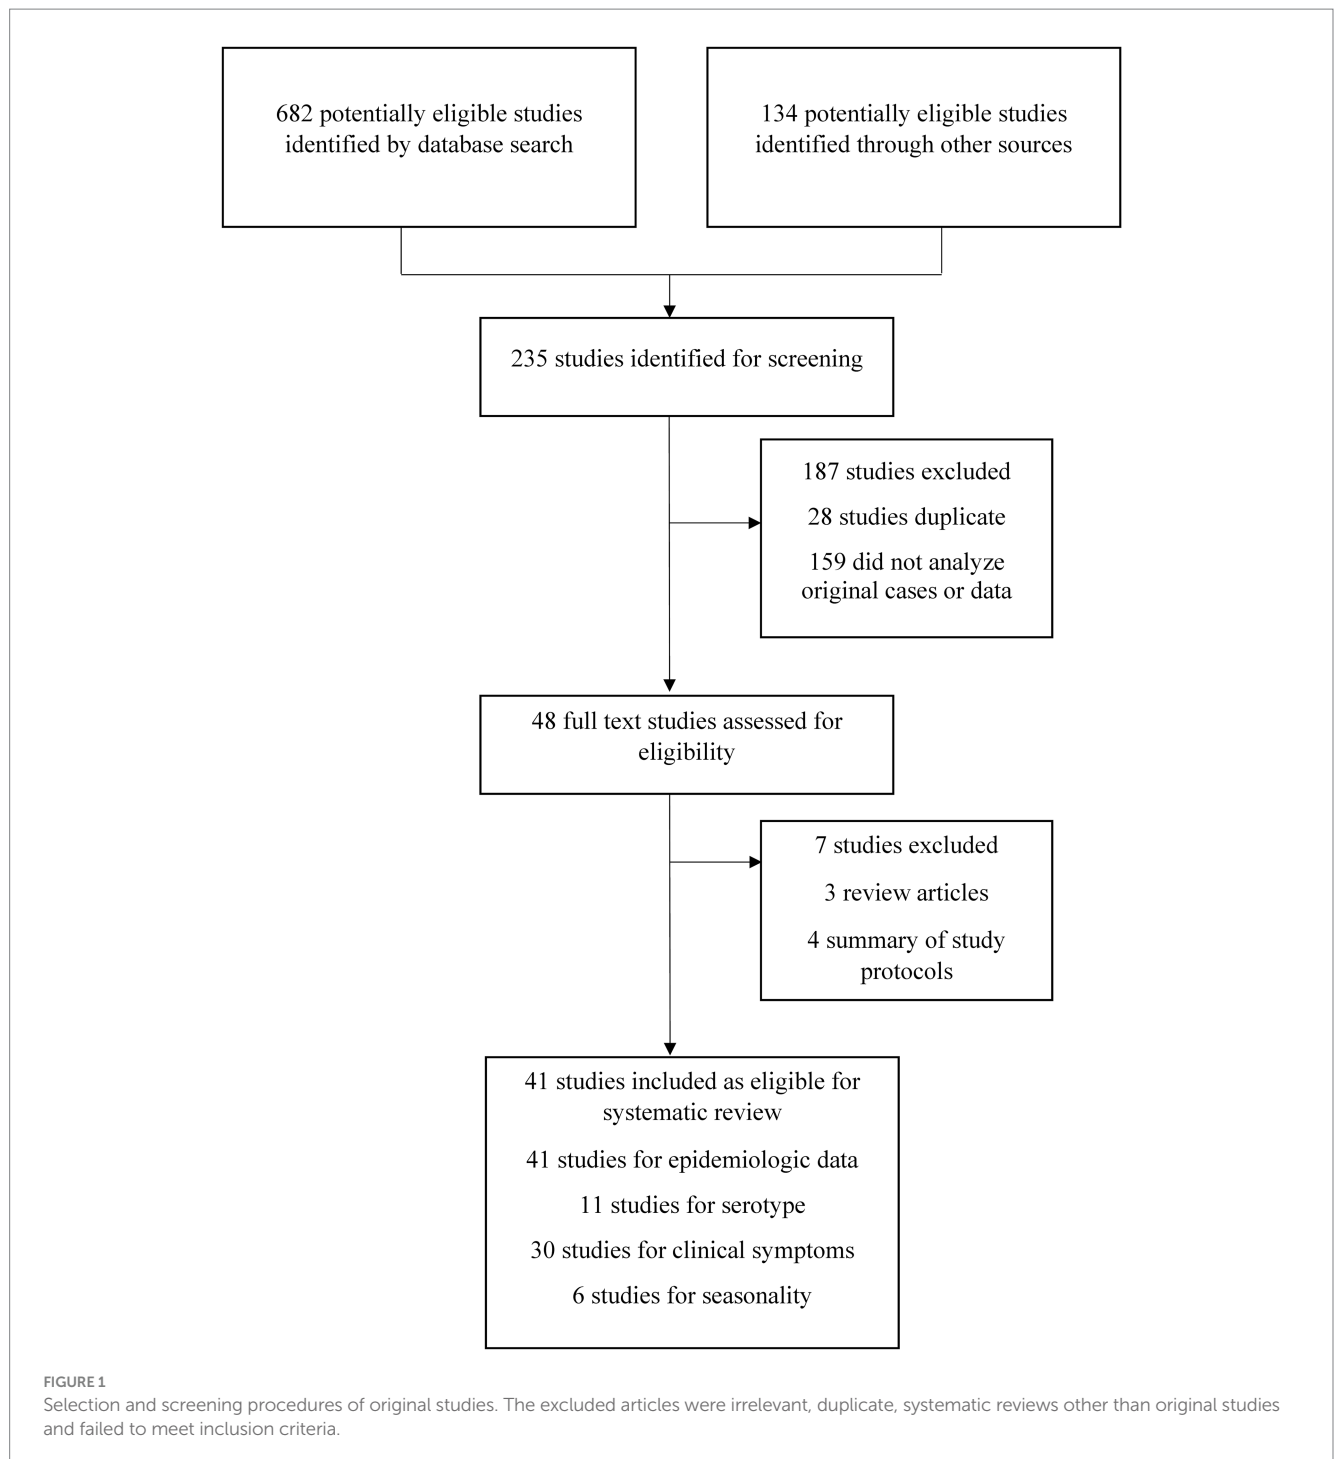 682 potentially eligible studies
identified by database search
134 potentially eligible studies
identified through other sources
235 studies identified for screening
187 studies excluded
28 studies duplicate
159 did not analyze
original cases or data
48 full text studies assessed for
eligibility
7 studies excluded
3 review articles
4 summary of study
protocols
41 studies included as eligible for
systematic review
41 studies for epidemiologic data
11 studies for serotype
30 studies for clinical symptoms
6 studies for seasonality
FIGURE 1
Selection and screening procedures of original studies. The excluded articles were irrelevant, duplicate, systematic reviews other than original studies
and failed to meet inclusion criteria.